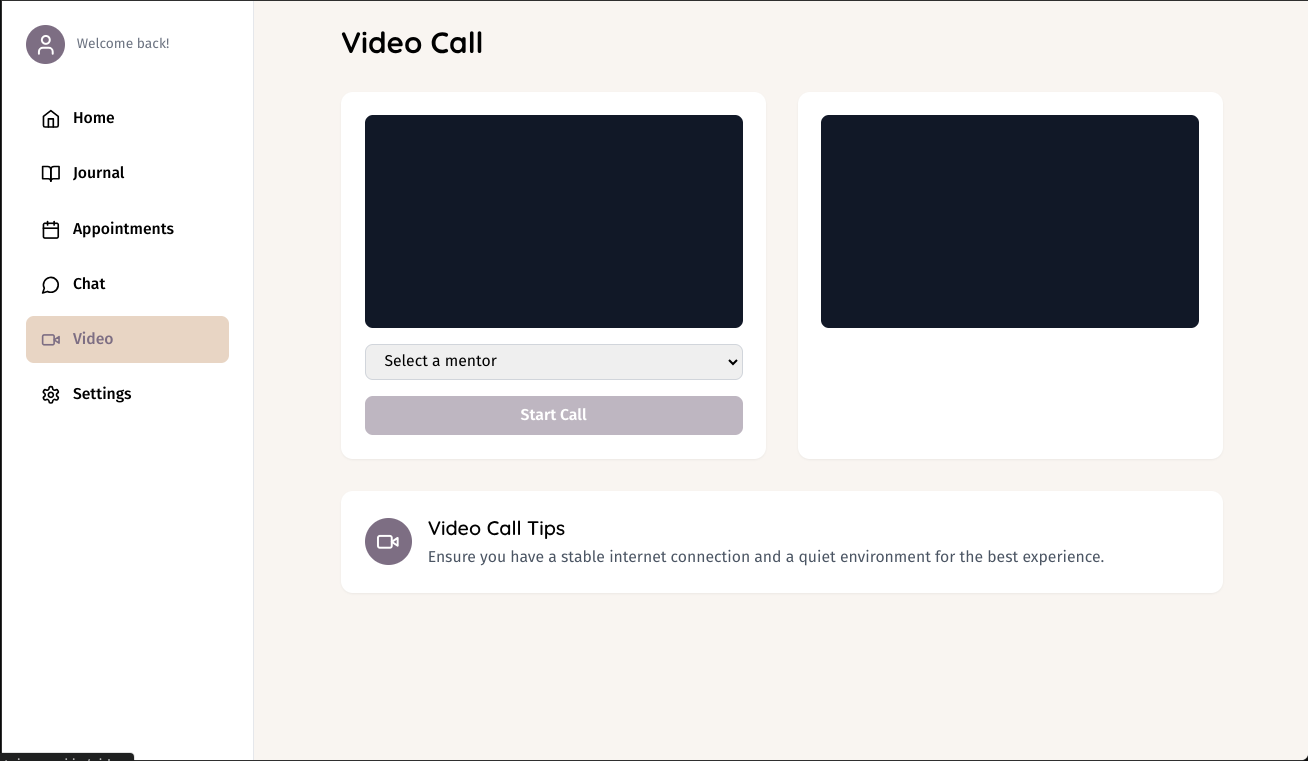 Welcome back!
Home
Journal
Appointments
Chat
Video
Settings
Video Call
Select a mentor
Start Call
Video Call Tips
Ensure you have a stable internet connection and a quiet environment for the best experience.